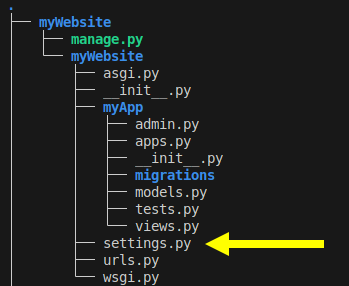 .
myWebsite
manage.py
myWebsite
asgi.py
__init__.py
myApp
admin.py
apps.py
__init__.py
migrations
models.py
tests.py
views.py
settings.py
urls.py
wsgi.py